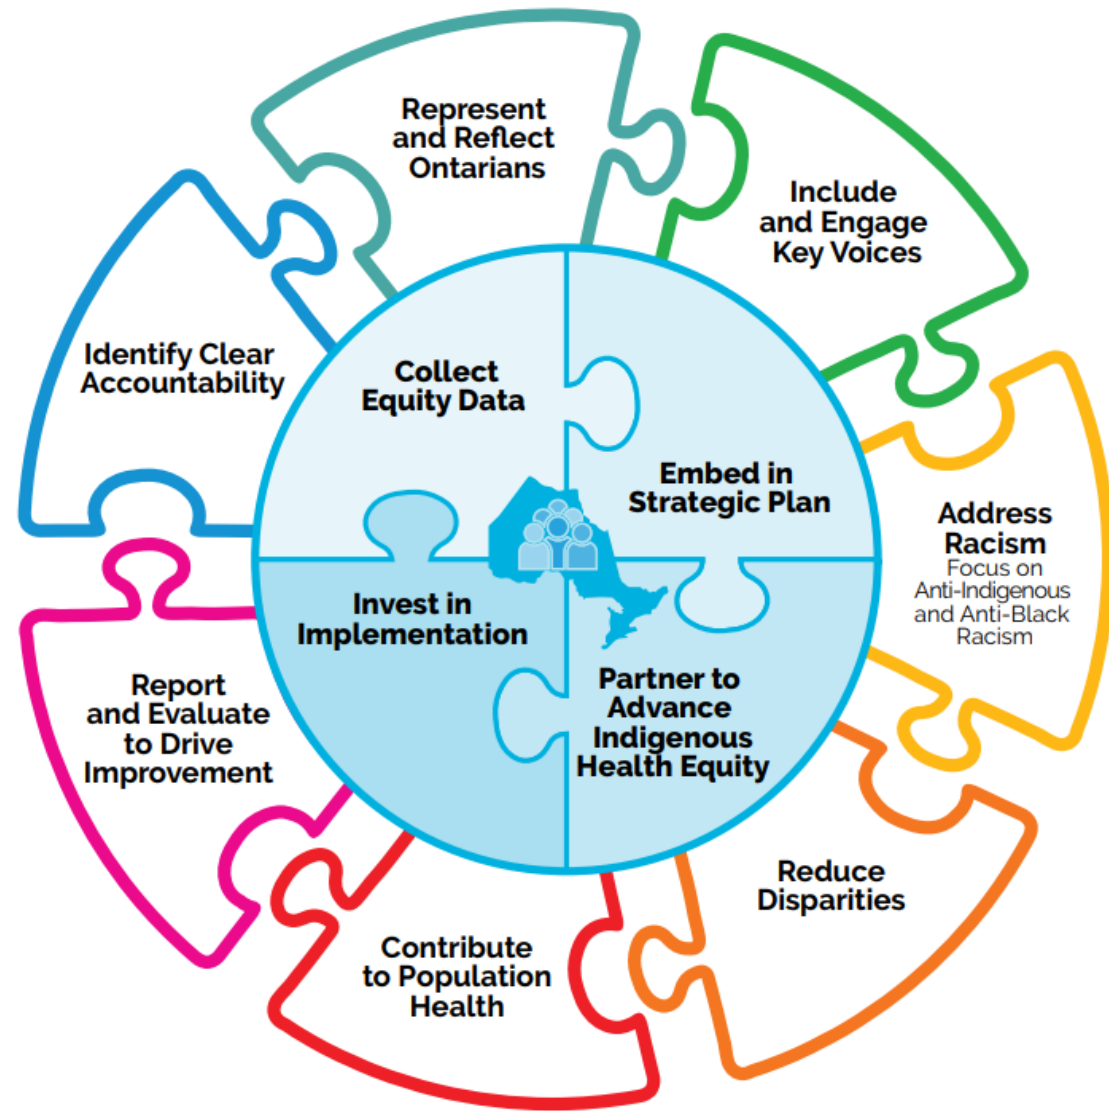 Represent
and Reflect
Ontarians
Include
and Engage
Key Voices
Identify Clear
Accountability
Collect
Equity Data
Embed in
Strategic Plan
Address
Racism
Focus on
Anti-Indigenous
and Anti-Black
Racism
Invest in
Implementation
Partner to
Advance
Indigenous
Health Equity
Report
and Evaluate
to Drive
Improvement
Reduce
Disparities
Contribute
to Population
Health